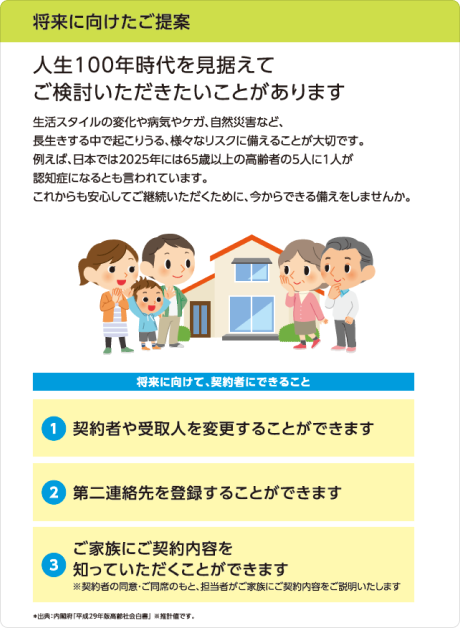 将来に向けたご提案
人生100年時代を見据えて
ご検討いただきたいことがあります
生活スタイルの変化や病気やケガ、自然災害など、
長生きする中で起こりうる、様々なリスクに備えることが大切です。
例えば、日本では2025年には65歳以上の高齢者の5人に1人が
認知症になるとも言われています。
これからも安心してご継続いただくために、今からできる備えをしませんか。
将来に向けて、契約者にできること
1 契約者や受取人を変更することができます
2 第二連絡先を登録することができます
3 ご家族にご契約内容を
知っていただくことができます
※契約者の同意・ご同席のもと、担当者がご家族にご契約内容をご説明いたします
*出典:内閣府「平成29年版高齢社会白書」 ※推計値です。